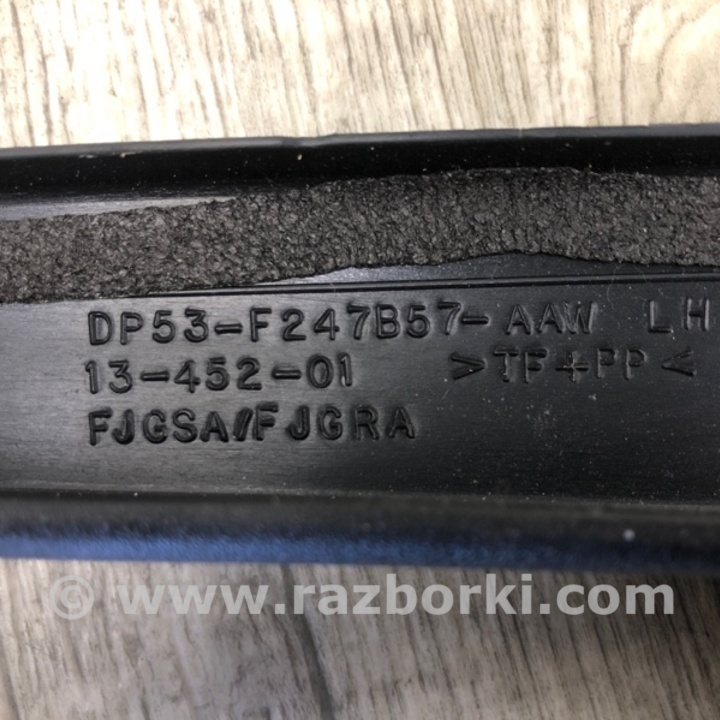 DP53-F247B57-AAW LH
13-452-01 >TF+PP<
FJGSA//FJGRA
© www.razborki.com